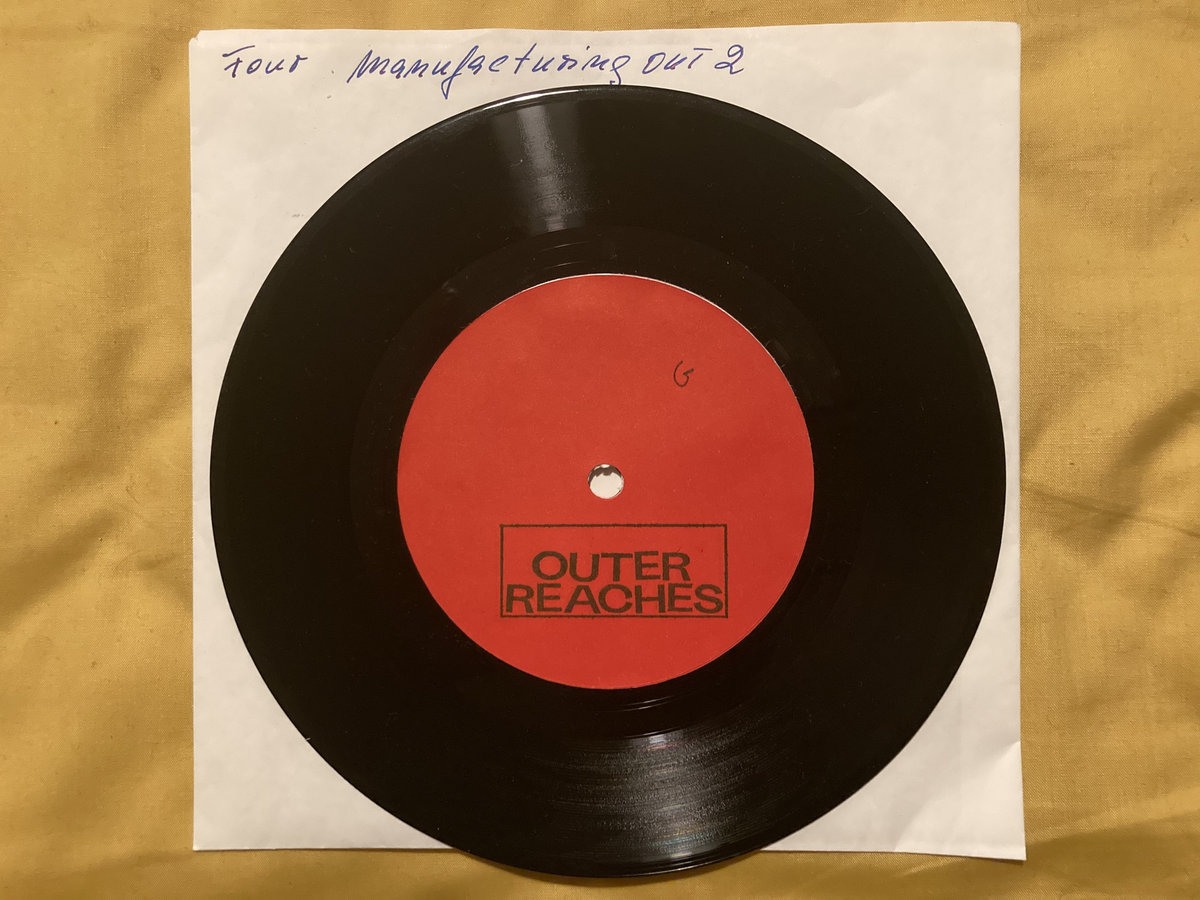 Four Manufacturing out 2
G
OUTER
REACHES